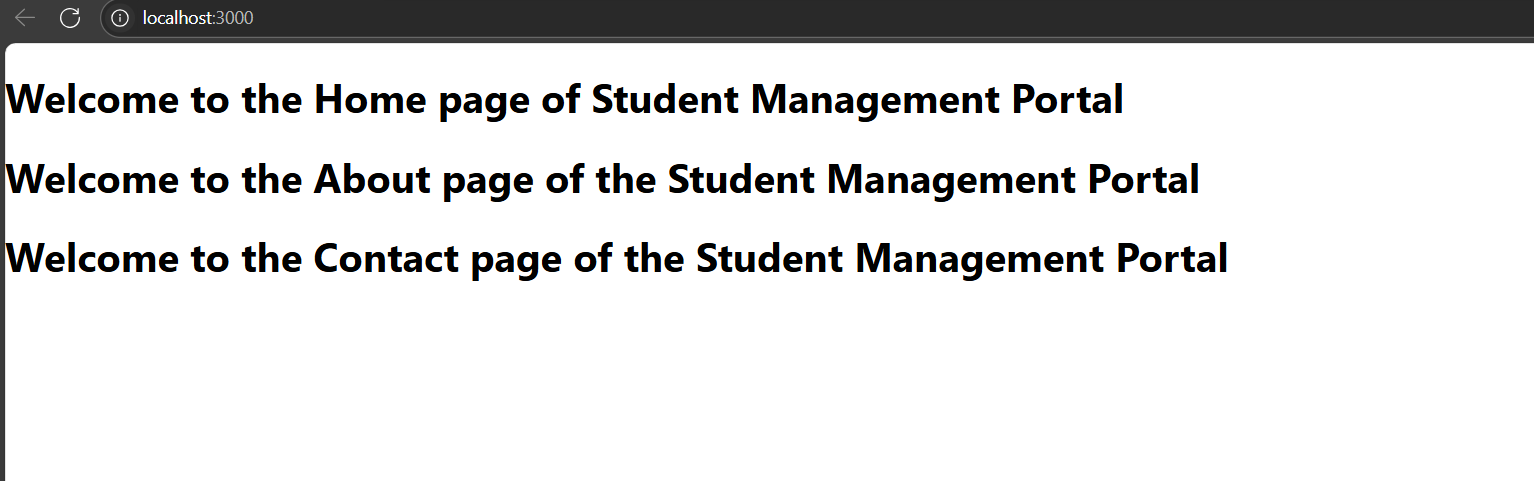 localhost:3000
Welcome to the Home page of Student Management Portal
Welcome to the About page of the Student Management Portal
Welcome to the Contact page of the Student Management Portal